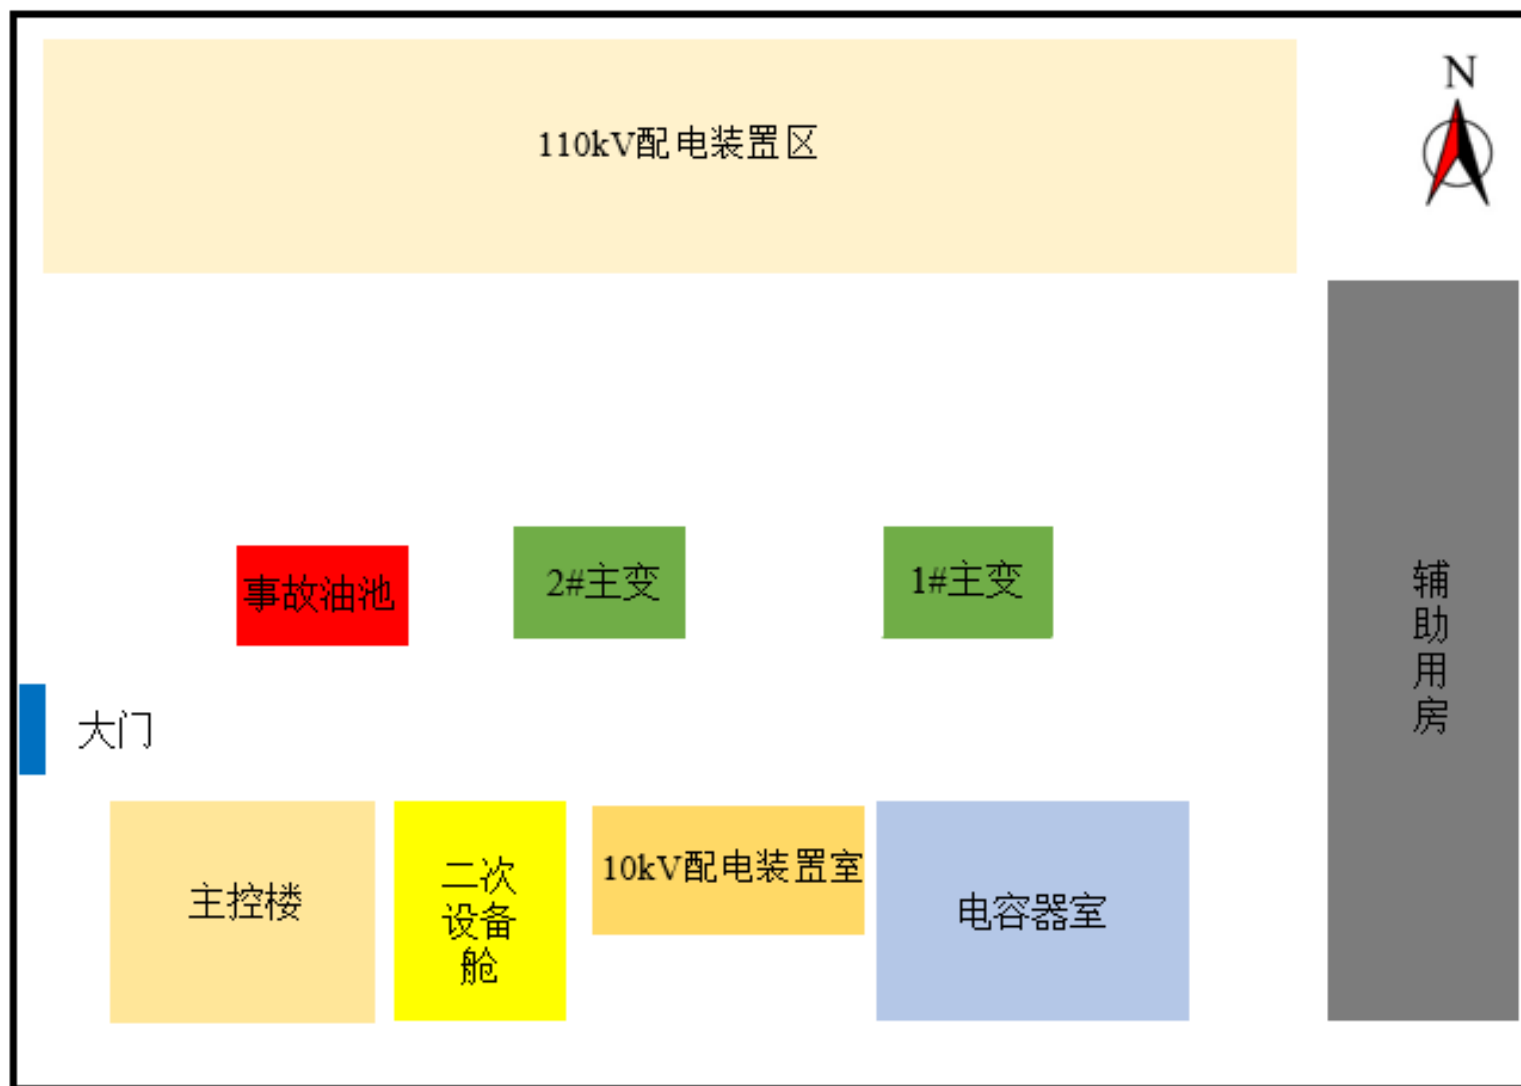 N
110kV配电装置区
事故油池
2#主变
1#主变
辅
助
用
房
大门
主控楼
二次
设备
舱
10kV配电装置室
电容器室